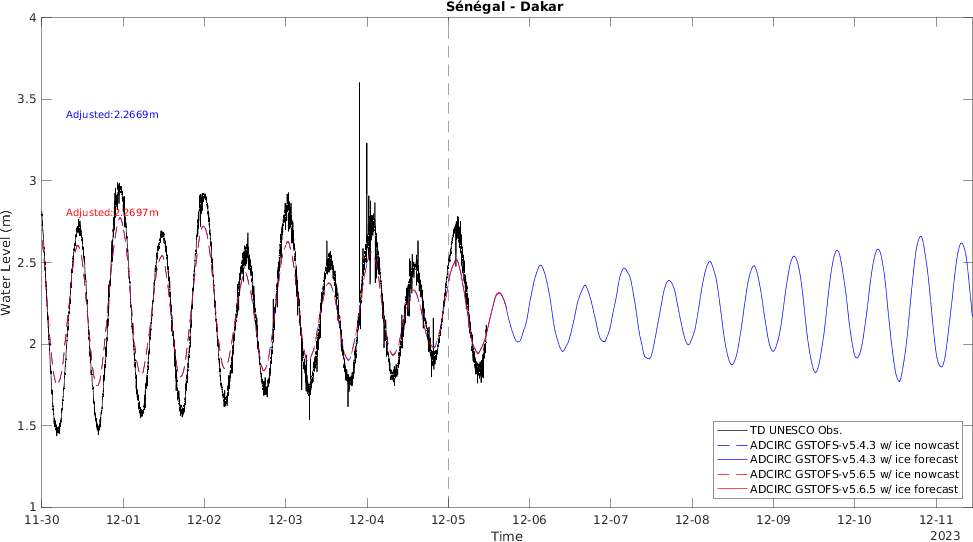 Sénégal - Dakar
4
3.5
3
2.5
2
1.5
1
Water Level (m)
Adjusted:2.2669m
Adjusted:2.2697m
TD UNESCO Obs.
ADCIRC GSTOFS-v5.4.3 w/ ice nowcast
ADCIRC GSTOFS-v5.4.3 w/ ice forecast
ADCIRC GSTOFS-v5.6.5 w/ ice nowcast
ADCIRC GSTOFS-v5.6.5 w/ ice forecast
11-30 12-01 12-02 12-03 12-04 12-05 12-06 12-07 12-08 12-09 12-10 12-11
Time
2023